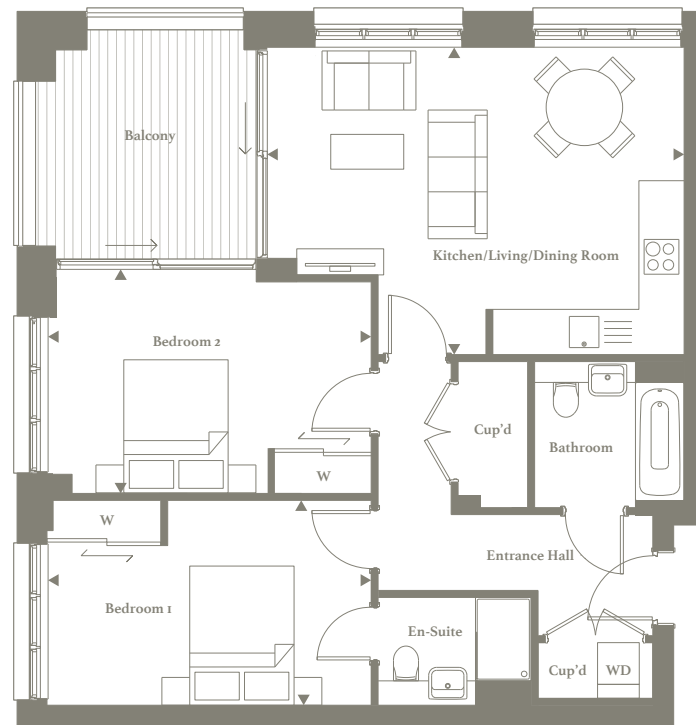 Balcony
Kitchen/Living/Dining Room
Bedroom 2
Cup'd
Bathroom
W
W
Entrance Hall
Bedroom 1
En-Suite
Cup'd
WD